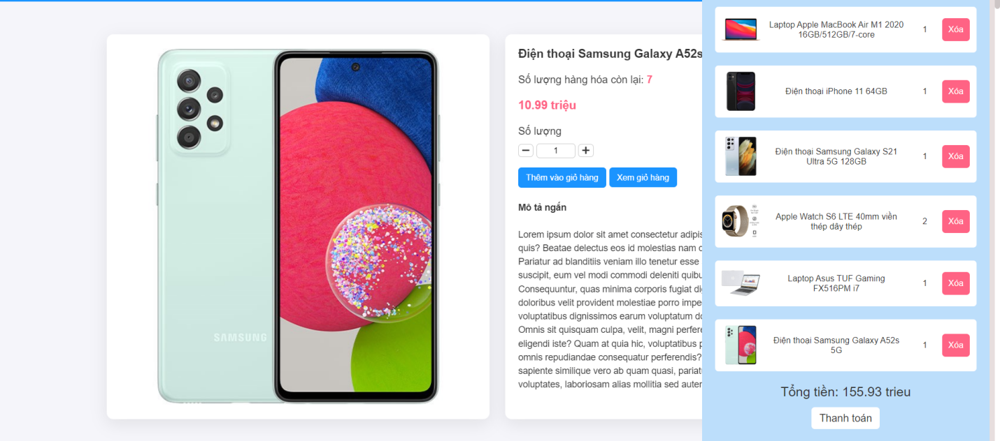 Điện thoại Samsung Galaxy A52s
Số lượng hàng hóa còn lại: 7
10.99 triệu
Số lượng
− 1 +
Thêm vào giỏ hàng Xem giỏ hàng
Mô tả ngắn
Lorem ipsum dolor sit amet consectetur adipis
quis? Beatae delectus eos id molestias nam
Pariatur ad blanditiis veniam illo tenetur esse
suscipit, eum vel modi commodi deleniti quibu
Consequuntur, quas minima corporis fugiat di
doloribus velit provident molestiae porro impe
voluptatibus dignissimos earum voluptatum do
Omnis sit quisquam culpa, velit, magni perfere
eligendi iste? Quam at quia hic, voluptatibus p
omnis repudiandae consequatur perferendis?
sapiente similique vero ab quam quasi, pariatu
voluptates, laboriosam alias mollitia sed auter
SAMSUNG
Laptop Apple MacBook Air M1 2020
16GB/512GB/7-core
1
Xóa
Điện thoại iPhone 11 64GB
1
Xóa
Điện thoại Samsung Galaxy S21
Ultra 5G 128GB
1
Xóa
Apple Watch S6 LTE 40mm viền
thép dây thép
2
Xóa
Laptop Asus TUF Gaming
FX516PM i7
1
Xóa
Điện thoại Samsung Galaxy A52s
5G
1
Xóa
Tổng tiền: 155.93 trieu
Thanh toán